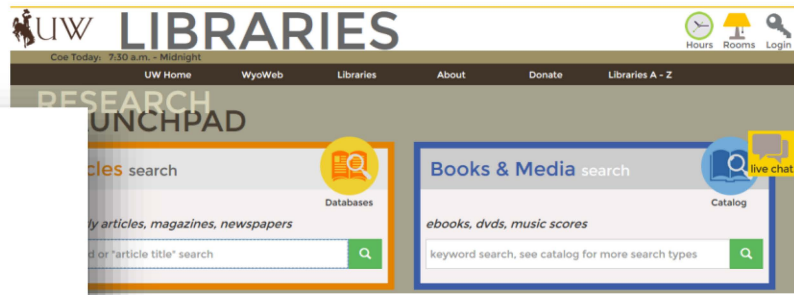 UW LIBRARIES
Hours Rooms Login
Coe Today: 7:30 a.m. - Midnight
UW Home WyoWeb Libraries About Donate Libraries A - Z
RESEARCH
UNCHPAD
cles search
Databases
ly articles, magazines, newspapers
d or "article title" search
Books & Media search
live chat
Catalog
ebooks, dvds, music scores
keyword search, see catalog for more search types